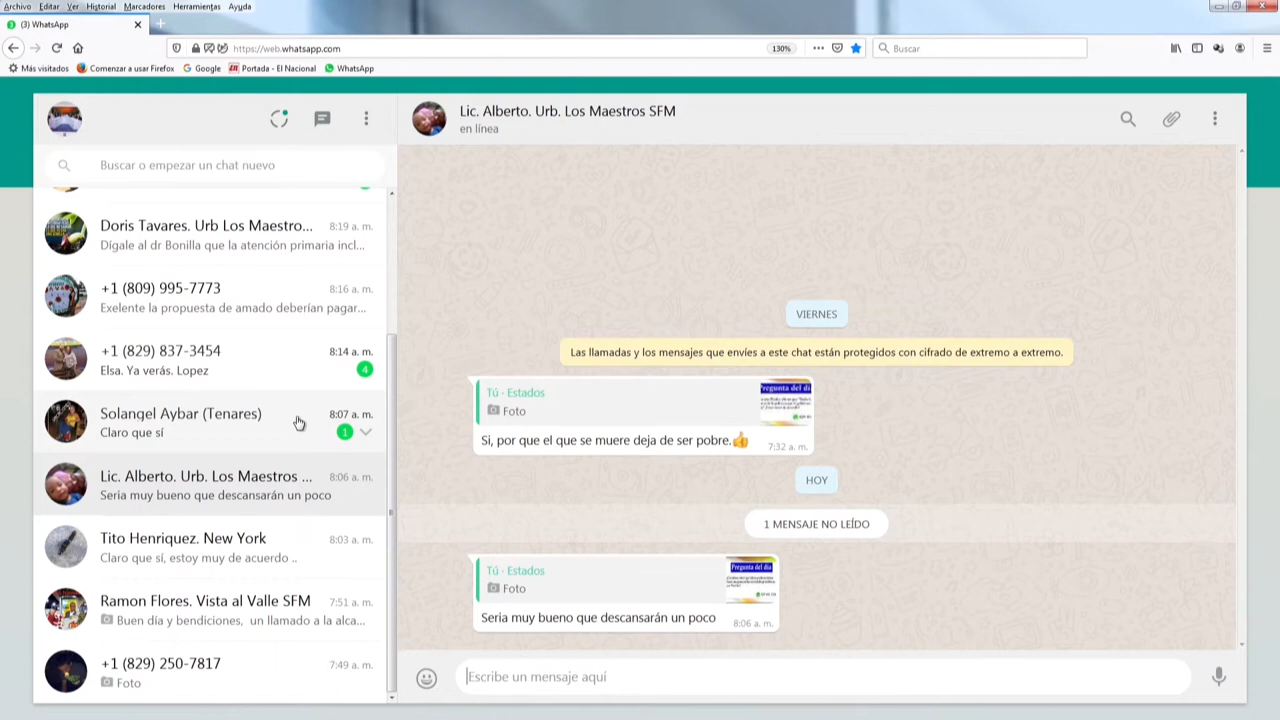 Archivo Editar Ver Historial Marcadores Herramientas Ayuda
(3) WhatsApp
https://web.whatsapp.com
130%
Buscar
Más visitados Comenzar a usar Firefox Google Portada - El Nacional WhatsApp
Buscar o empezar un chat nuevo
Doris Tavares. Urb Los Maestro... 8:19 a. m.
Dígale al dr Bonilla que la atención primaria incl...
+1 (809) 995-7773 8:16 a. m.
Exelente la propuesta de amado deberían pagar...
+1 (829) 837-3454 8:14 a. m.
Elsa. Ya verás. Lopez 4
Solangel Aybar (Tenares) 8:07 a. m.
Claro que sí 1
Lic. Alberto. Urb. Los Maestros ... 8:06 a. m.
Seria muy bueno que descansarán un poco
Tito Henriquez. New York 8:03 a. m.
Claro que sí, estoy muy de acuerdo ..
Ramon Flores. Vista al Valle SFM 7:51 a. m.
Buen día y bendiciones, un llamado a la alca...
+1 (829) 250-7817 7:49 a. m.
Foto
Lic. Alberto. Urb. Los Maestros SFM
en línea
VIERNES
Las llamadas y los mensajes que envíes a este chat están protegidos con cifrado de extremo a extremo.
Tú · Estados
Foto
Pregunta del dí
Si, por que el que se muere deja de ser pobre.👍
7:32 a. m.
HOY
1 MENSAJE NO LEÍDO
Tú · Estados
Foto
Pregunta del día
Seria muy bueno que descansarán un poco
8:06 a. m.
Escribe un mensaje aquí